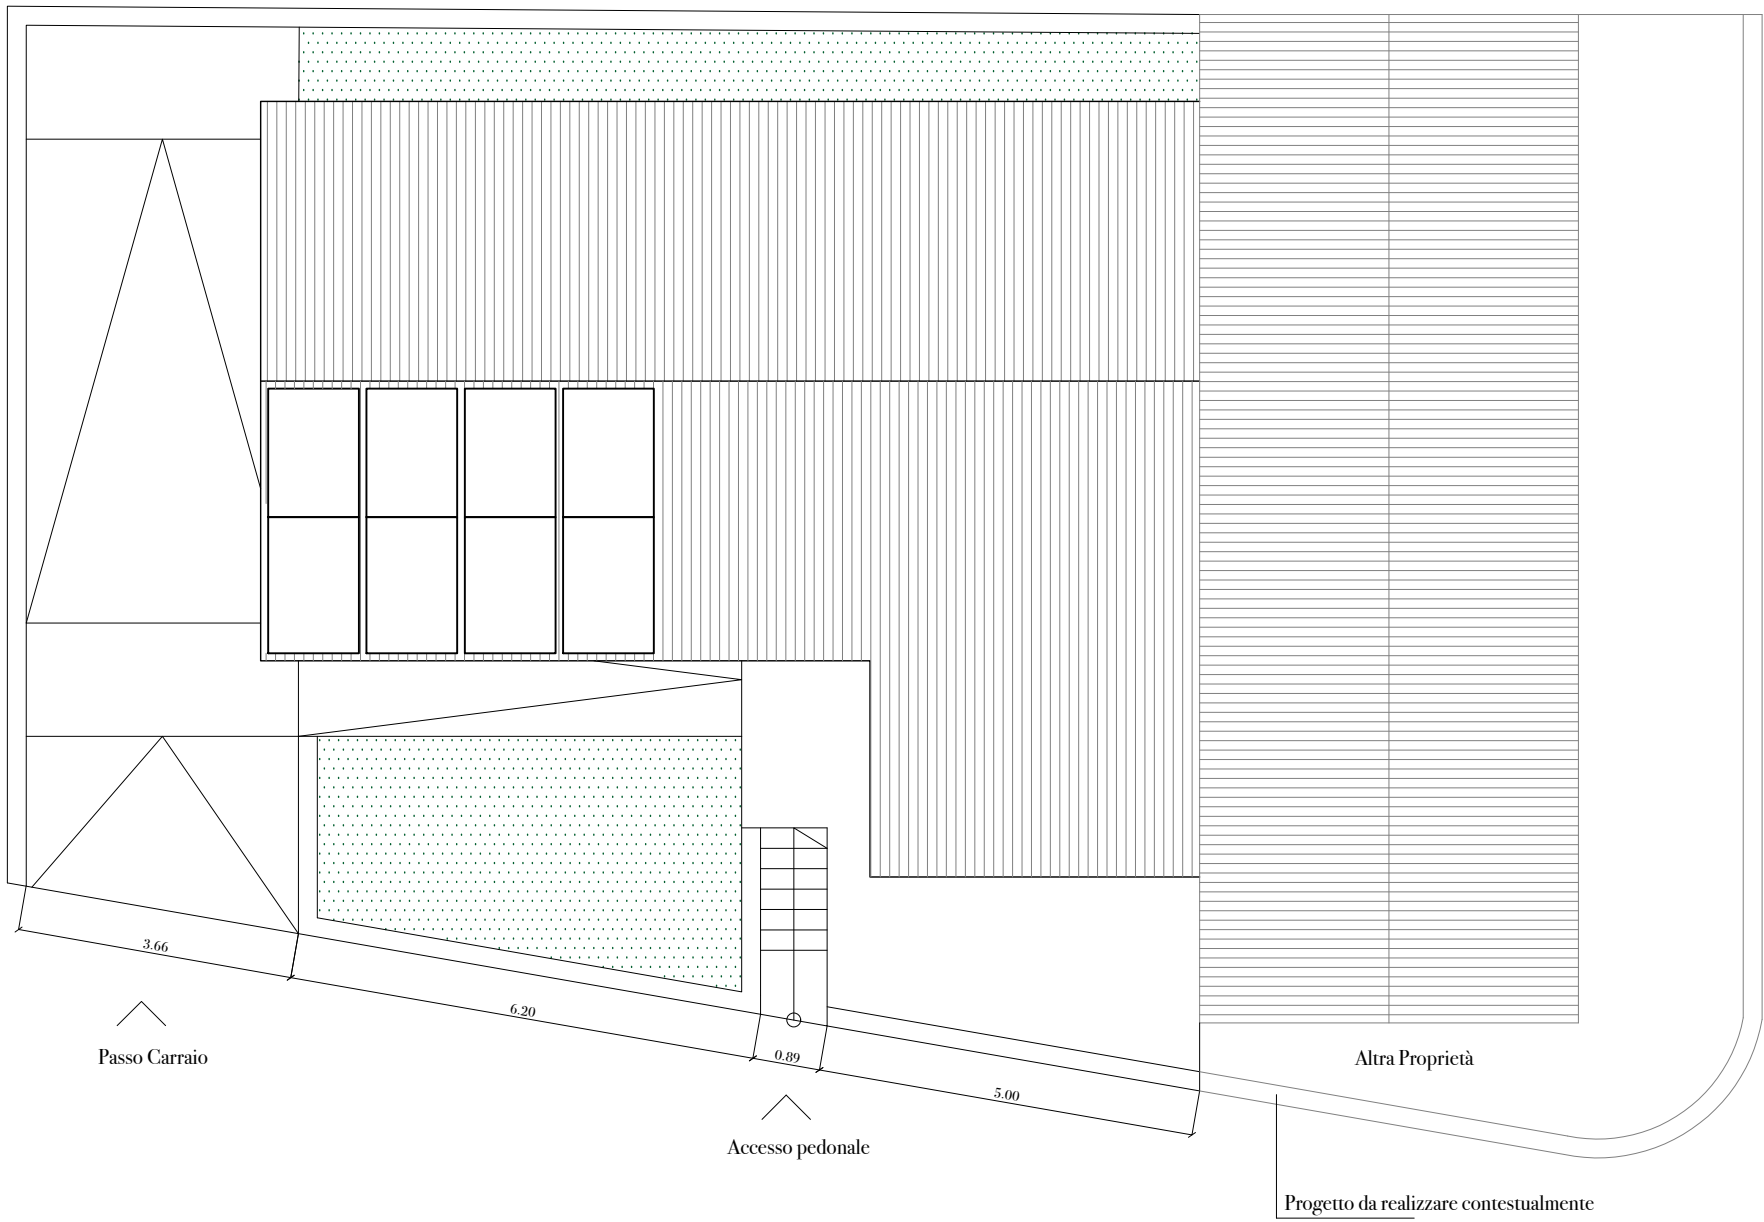 3.66
6.20
0.89
5.00
Passo Carraio
Accesso pedonale
Altra Proprietà
Progetto da realizzare contestualmente